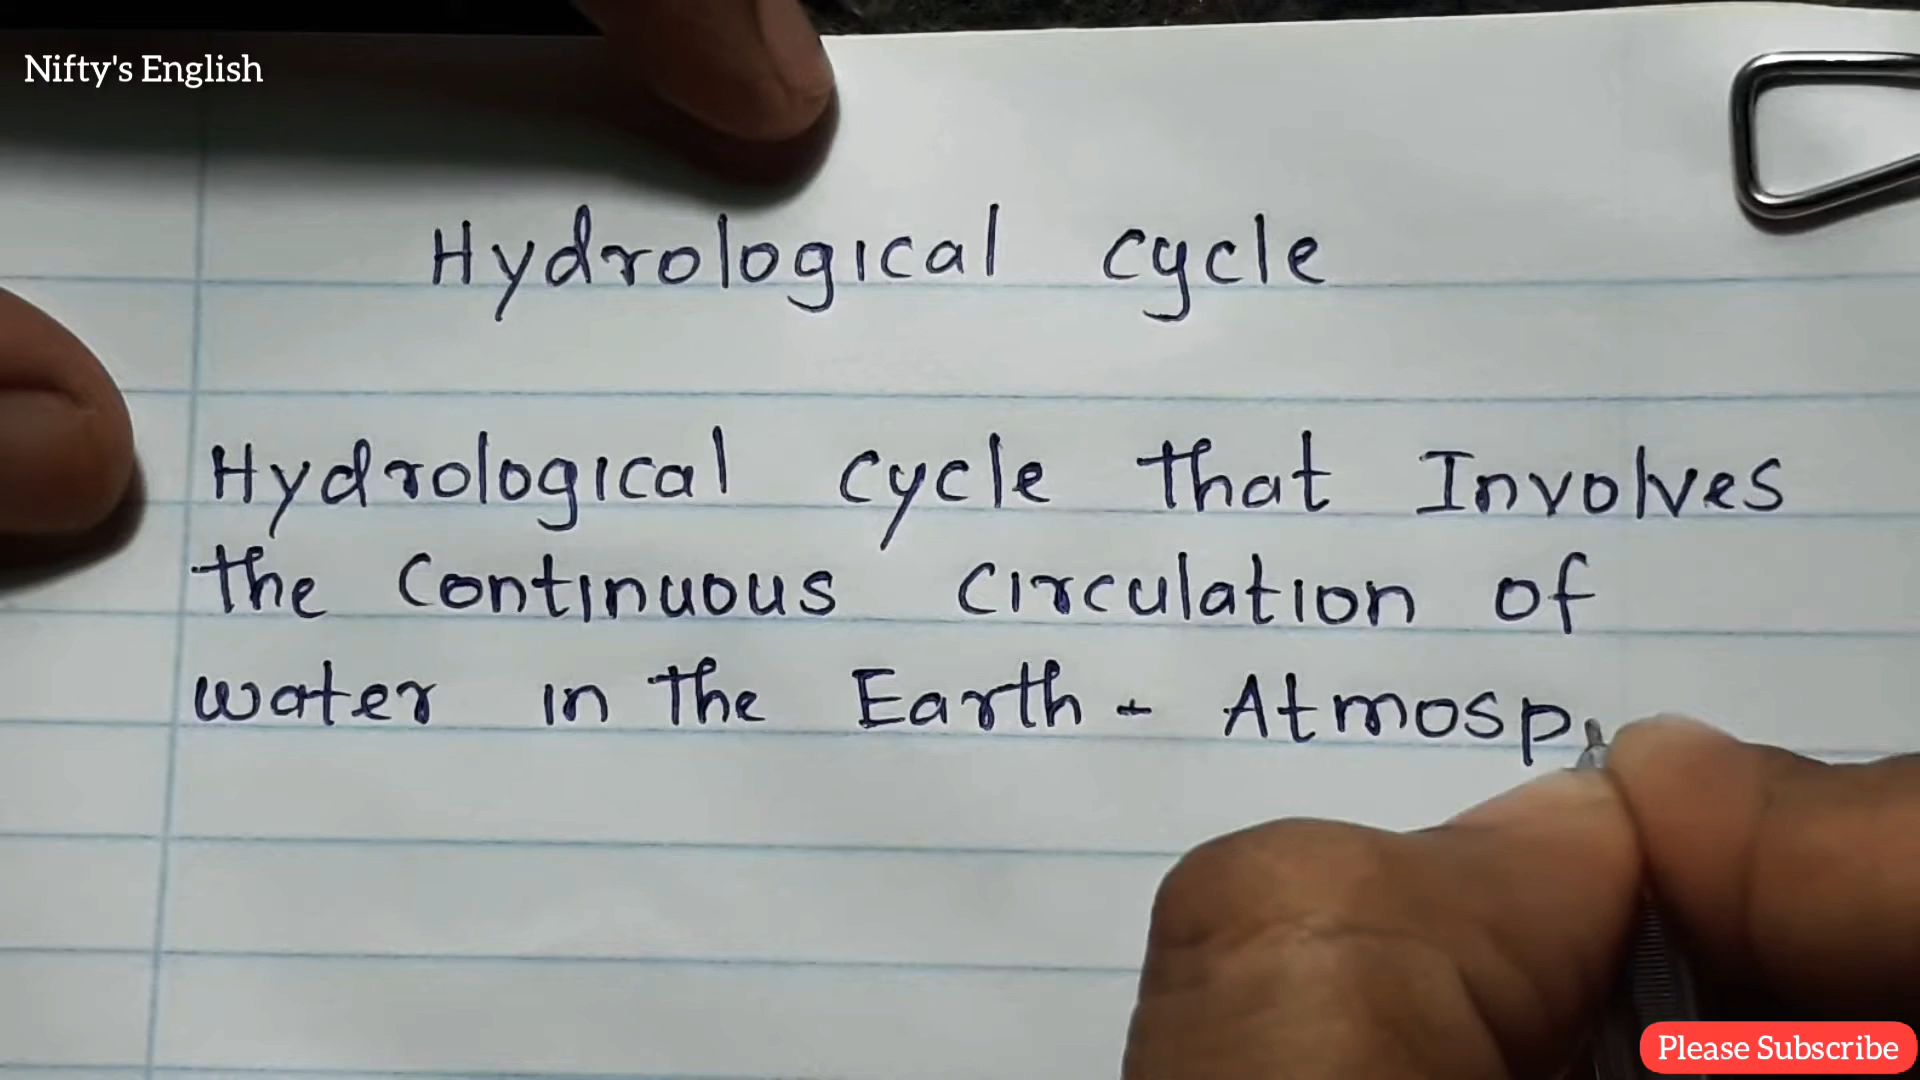 Nifty's English
Hydrological cycle
Hydrological cycle that Involves
the Continuous Circulation of
water in the Earth - Atmosp
Please Subscribe